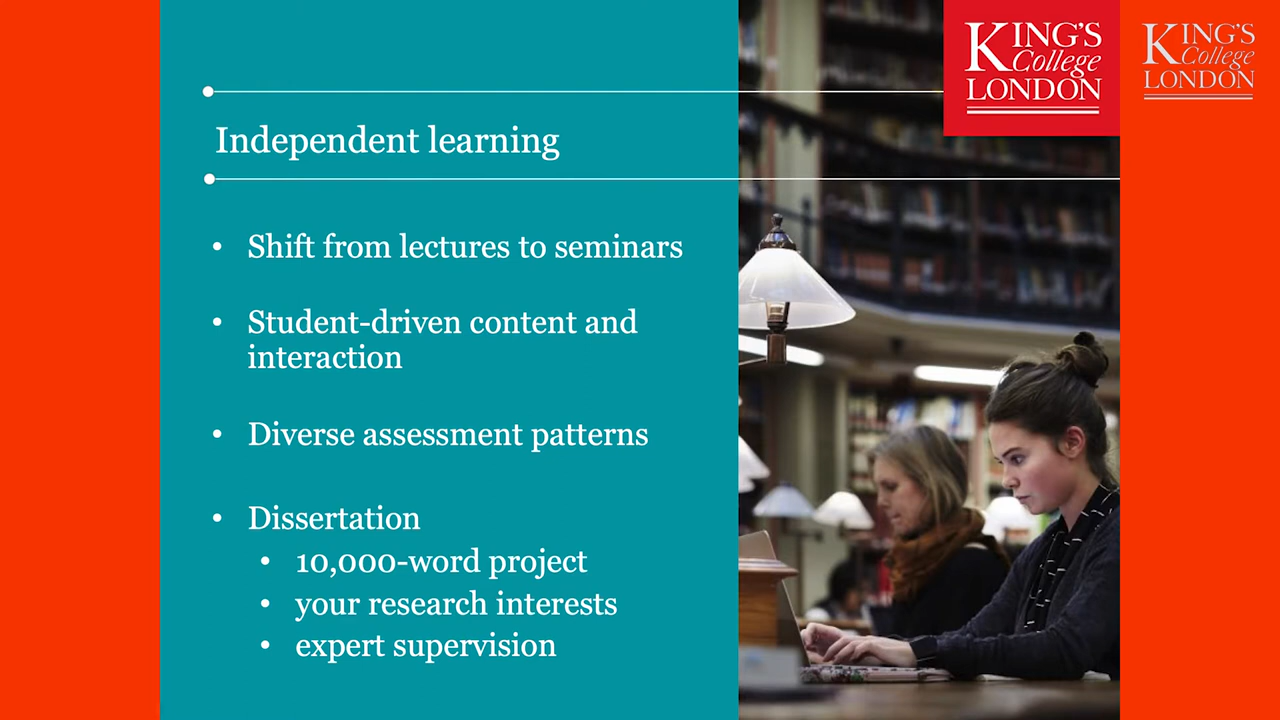 KING'S
College
LONDON
KING'S
College
LONDON
Independent learning
• Shift from lectures to seminars
• Student-driven content and
interaction
• Diverse assessment patterns
• Dissertation
• 10,000-word project
• your research interests
• expert supervision